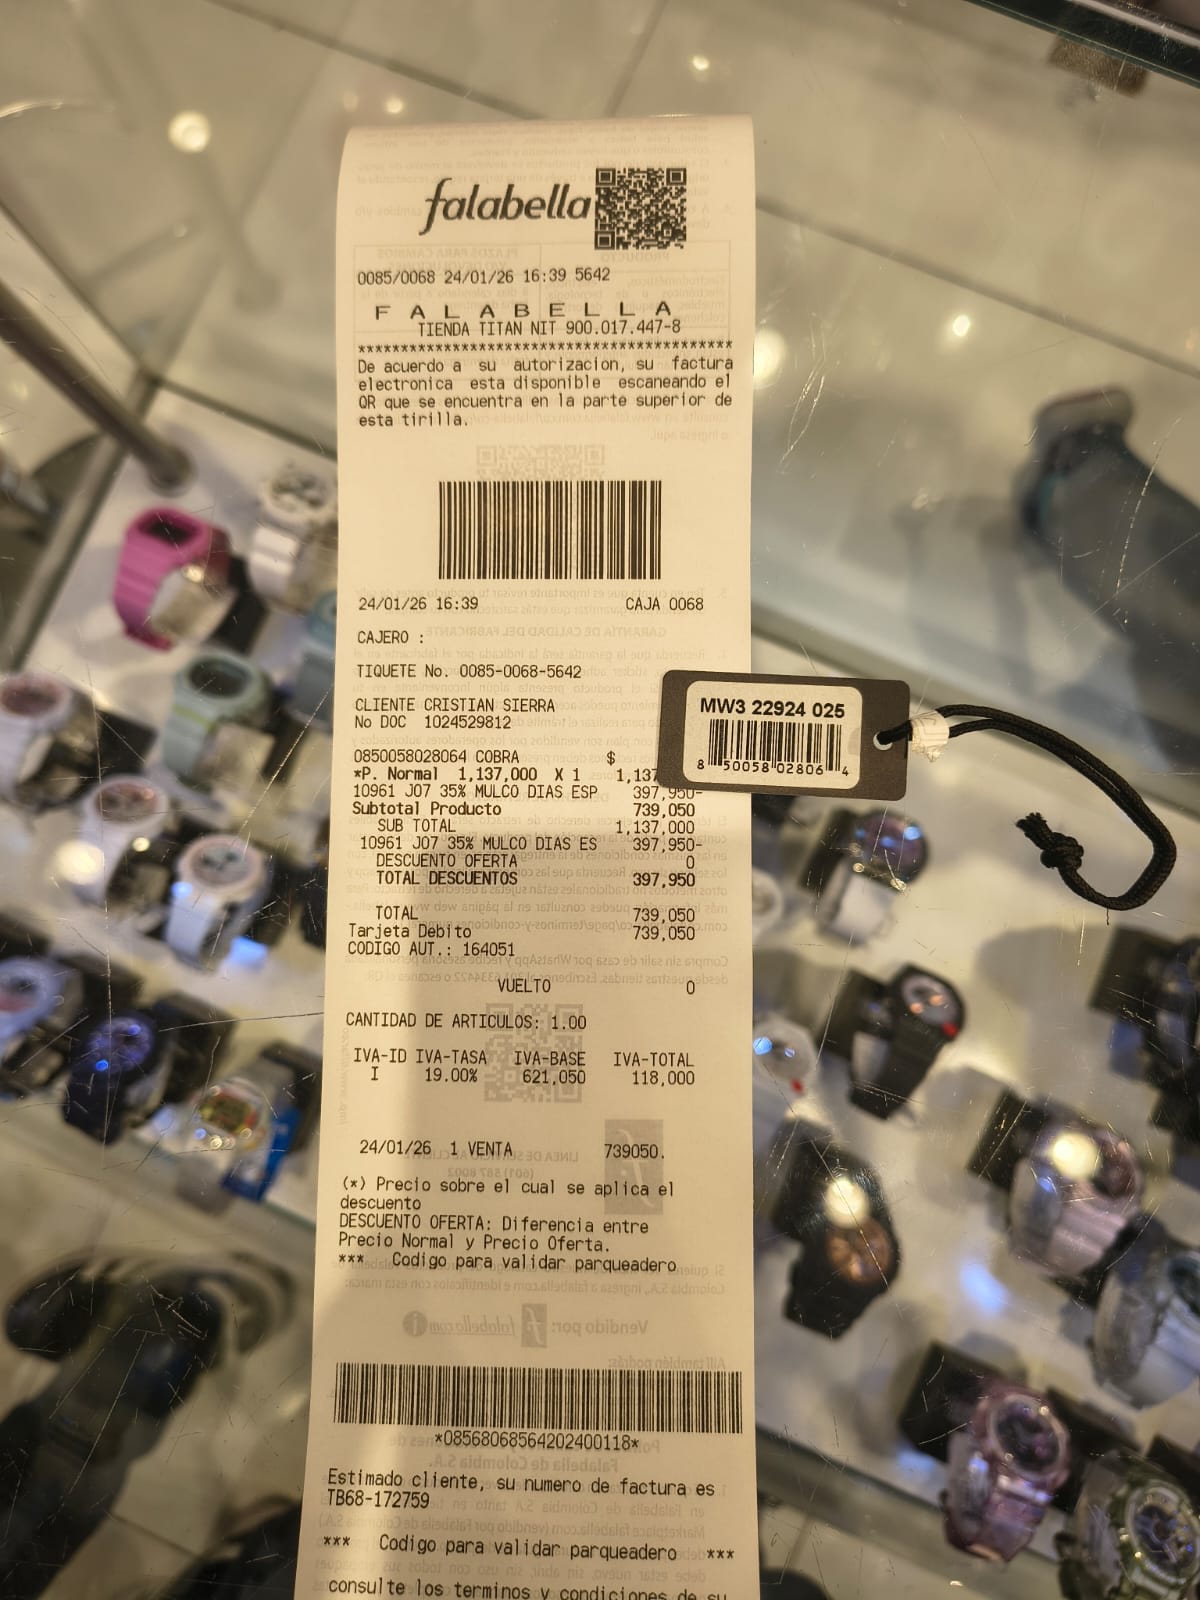 falabella
0085/0068 24/01/26 16:39 5642
F A L A B E L L A
TIENDA TITAN NIT 900.017.447-8
********************************************
De acuerdo a su autorizacion, su factura
electronica esta disponible escaneando el
QR que se encuentra en la parte superior de
esta tirilla.
24/01/26 16:39 CAJA 0068
CAJERO :
TIQUETE No. 0085-0068-5642
CLIENTE CRISTIAN SIERRA
No DOC 1024529812
MW3 22924 025
8 50058 02806 4
0850058028064 COBRA $
*P. Normal 1,137,000 X 1 1,137
10961 J07 35% MULCO DIAS ESP 397,950-
Subtotal Producto 739,050
SUB TOTAL 1,137,000
10961 J07 35% MULCO DIAS ES 397,950-
DESCUENTO OFERTA 0
TOTAL DESCUENTOS 397,950
TOTAL 739,050
Tarjeta Debito 739,050
CODIGO AUT.: 164051
VUELTO 0
CANTIDAD DE ARTICULOS: 1.00
IVA-ID IVA-TASA IVA-BASE IVA-TOTAL
I 19.00% 621,050 118,000
24/01/26 1 VENTA 739050.
(*) Precio sobre el cual se aplica el
descuento
DESCUENTO OFERTA: Diferencia entre
Precio Normal y Precio Oferta.
*** Codigo para validar parqueadero
*08568068564202400118*
Estimado cliente, su numero de factura es
TB68-172759
*** Codigo para validar parqueadero ***
consulte los terminos y condiciones de su